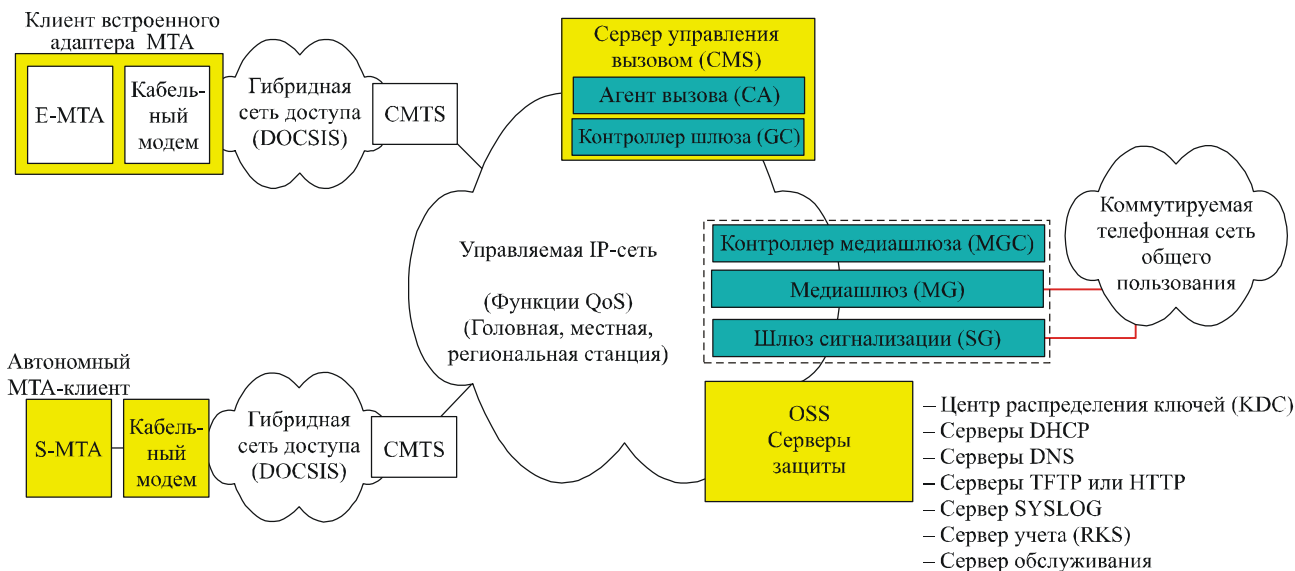 Клиент встроенного
адаптера МТА
E-MTA
Кабель-
ный
модем
Гибридная
сеть доступа
(DOCSIS)
CMTS
Сервер управления
вызовом (CMS)
Агент вызова (CA)
Контроллер шлюза (GC)
Управляемая IP-сеть
(Функции QoS)
(Головная, местная,
региональная станция)
Контроллер медиашлюза (MGC)
Медиашлюз (MG)
Шлюз сигнализации (SG)
Коммутируемая
телефонная сеть
общего
пользования
Автономный
МТА-клиент
S-MTA
Кабель-
ный
модем
Гибридная
сеть доступа
(DOCSIS)
CMTS
OSS
Серверы
защиты
– Центр распределения ключей (KDC)
– Серверы DHCP
– Серверы DNS
– Серверы TFTP или HTTP
– Сервер SYSLOG
– Сервер учета (RKS)
– Сервер обслуживания